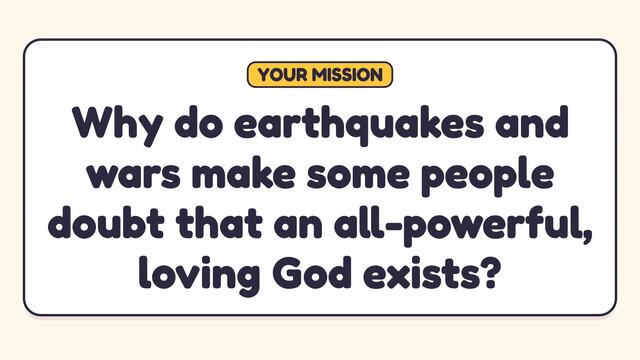 YOUR MISSION
Why do earthquakes and
wars make some people
doubt that an all-powerful,
loving God exists?